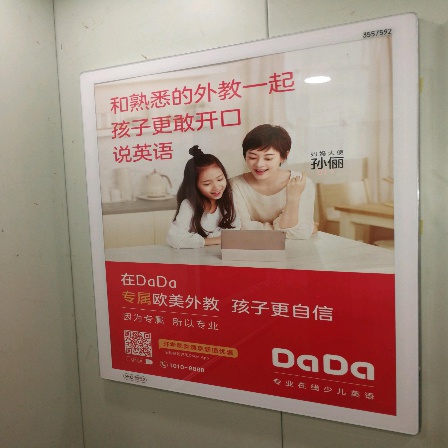 3557592
和熟悉的外教一起
孩子更敢开口
说英语
孙俪
在DaDa
专属欧美外教 孩子更自信
因为专属 所以专业
DaDa
专业在线少儿英语